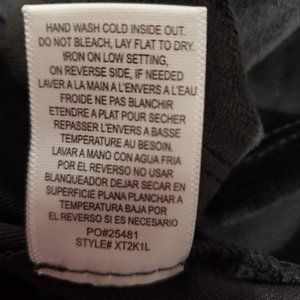 HAND WASH COLD INSIDE OUT.
DO NOT BLEACH, LAY FLAT TO DRY.
IRON ON LOW SETTING,
ON REVERSE SIDE, IF NEEDED
LAVER A LA MAIN A L'ENVERS A L'EAU
FROIDE NE PAS BLANCHIR
ETENDRE A PLAT POUR SECHER
REPASSER L'ENVERS A BASSE
TEMPERATURE AU BESOIN.
LAVAR A MANO CON AGUA FRIA
POR EL REVERSO NO USAR
BLANQUEADOR DEJAR SECAR EN
SUPERFICIE PLANA PLANCHAR A
TEMPERATURA BAJA POR
EL REVERSO SI ES NECESARIO
PO#25481
STYLE# XT2K1L